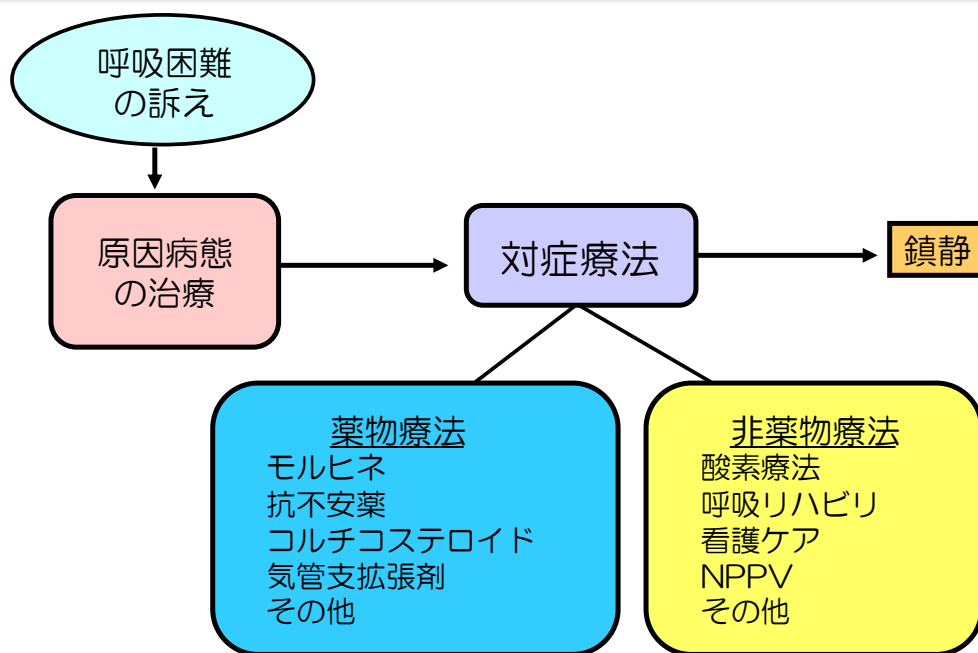 呼吸困難
の訴え
原因病態
の治療
対症療法
鎮静
薬物療法
モルヒネ
抗不安薬
コルチコステロイド
気管支拡張剤
その他
非薬物療法
酸素療法
呼吸リハビリ
看護ケア
NPPV
その他